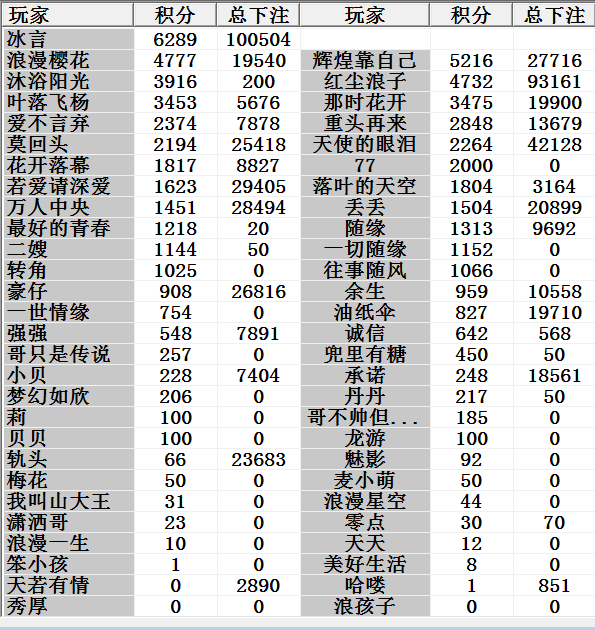 玩家 积分 总下注 玩家 积分 总下注
冰言 6289 100504
浪漫樱花 4777 19540 辉煌靠自己 5216 27716
沐浴阳光 3916 200 红尘浪子 4732 93161
叶落飞杨 3453 5676 那时花开 3475 19900
爱不言弃 2374 7878 重头再来 2848 13679
莫回头 2194 25418 天使的眼泪 2264 42128
花开落幕 1817 8827 77 2000 0
若爱请深爱 1623 29405 落叶的天空 1804 3164
万人中央 1451 28494 丢丢 1504 20899
最好的青春 1218 20 随缘 1313 9692
二嫂 1144 50 一切随缘 1152 0
转角 1025 0 往事随风 1066 0
豪仔 908 26816 余生 959 10558
一世情缘 754 0 油纸伞 827 19710
强强 548 7891 诚信 642 568
哥只是传说 257 0 兜里有糖 450 50
小贝 228 7404 承诺 248 18561
梦幻如欣 206 0 丹丹 217 50
莉 100 0 哥不帅但... 185 0
贝贝 100 0 龙游 100 0
轨头 66 23683 魅影 92 0
梅花 50 0 麦小萌 50 0
我叫山大王 31 0 浪漫星空 44 0
潇洒哥 23 0 零点 30 70
浪漫一生 10 0 天天 12 0
笨小孩 1 0 美好生活 8 0
天若有情 0 2890 哈喽 1 851
秀厚 0 0 浪孩子 0 0